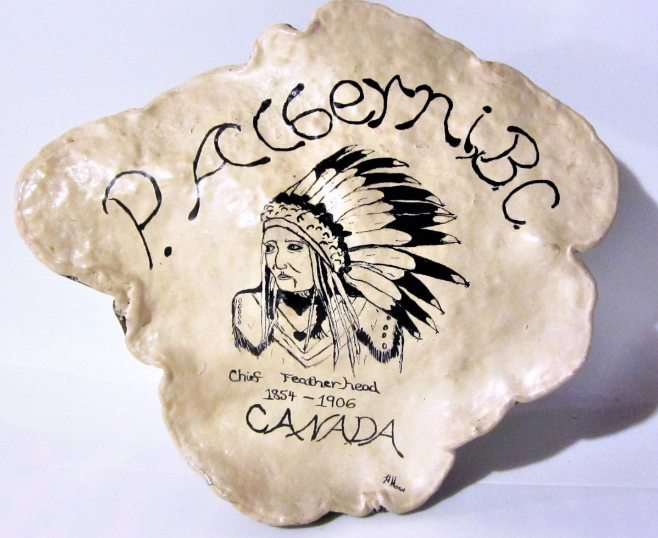 P. Alberni, B.C.
Chief Featherhead
1854 - 1906
CANADA